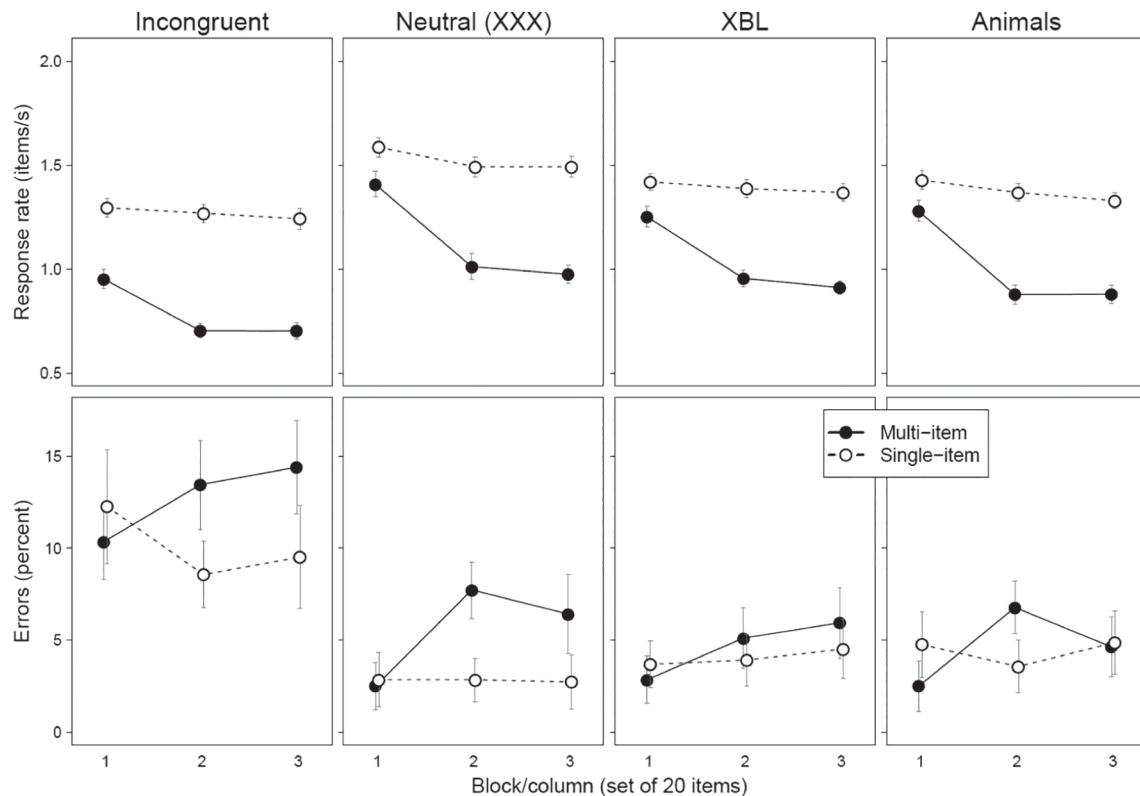 Incongruent Neutral (XXX) XBL Animals
Response rate (items/s)
2.0
1.5
1.0
0.5
Errors (percent)
15
10
5
0
Multi−item
Single−item
1 2 3 1 2 3 1 2 3 1 2 3
Block/column (set of 20 items)